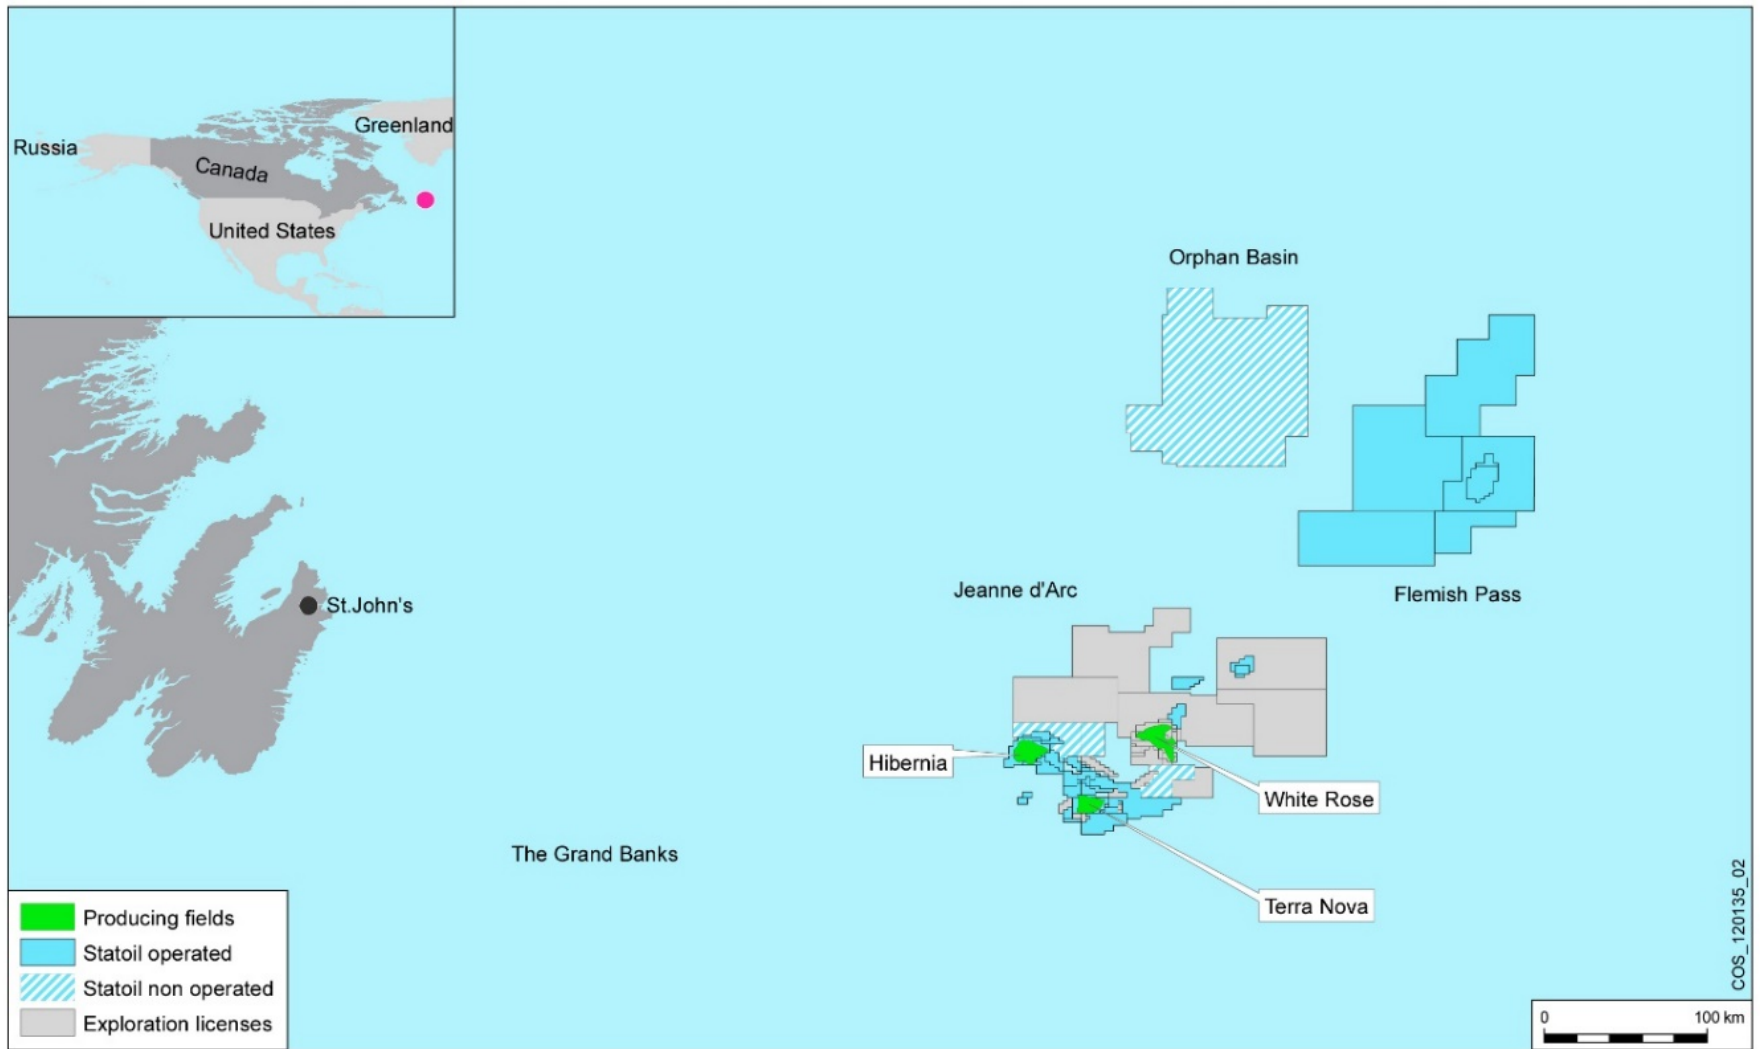 Greenland
Russia
Canada
United States
Orphan Basin
Jeanne d'Arc
Flemish Pass
St.John's
Hibernia
White Rose
The Grand Banks
Terra Nova
Producing fields
Statoil operated
Statoil non operated
Exploration licenses
COS_120135_02
0 100 km